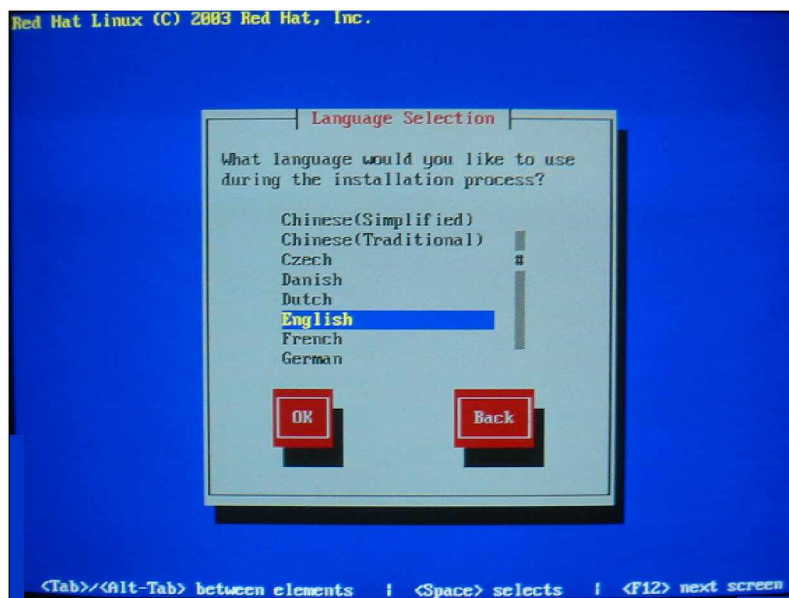 Red Hat Linux (C) 2003 Red Hat, Inc.
Language Selection
What language would you like to use
during the installation process?
Chinese(Simplified)
Chinese(Traditional)
Czech
#
Danish
Dutch
English
French
German
OK
Back
<Tab>/<Alt-Tab> between elements | <Space> selects | <F12> next screen